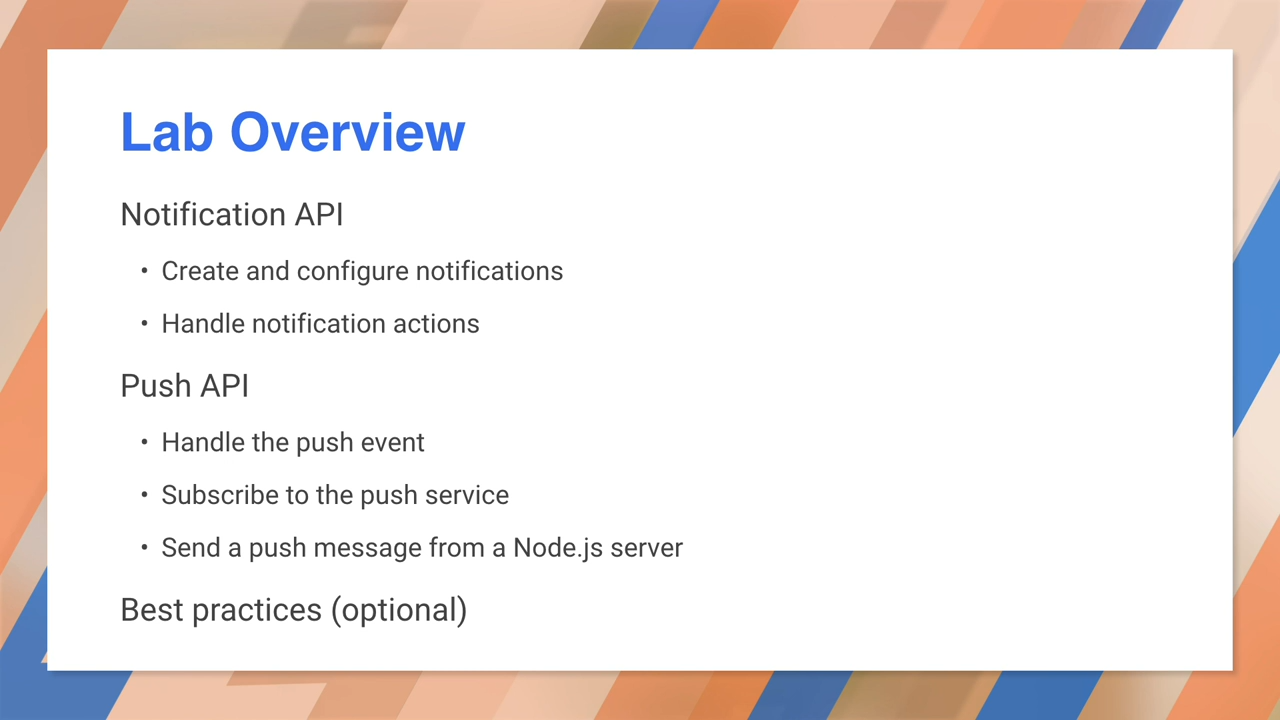 Lab Overview
Notification API
• Create and configure notifications
• Handle notification actions
Push API
• Handle the push event
• Subscribe to the push service
• Send a push message from a Node.js server
Best practices (optional)